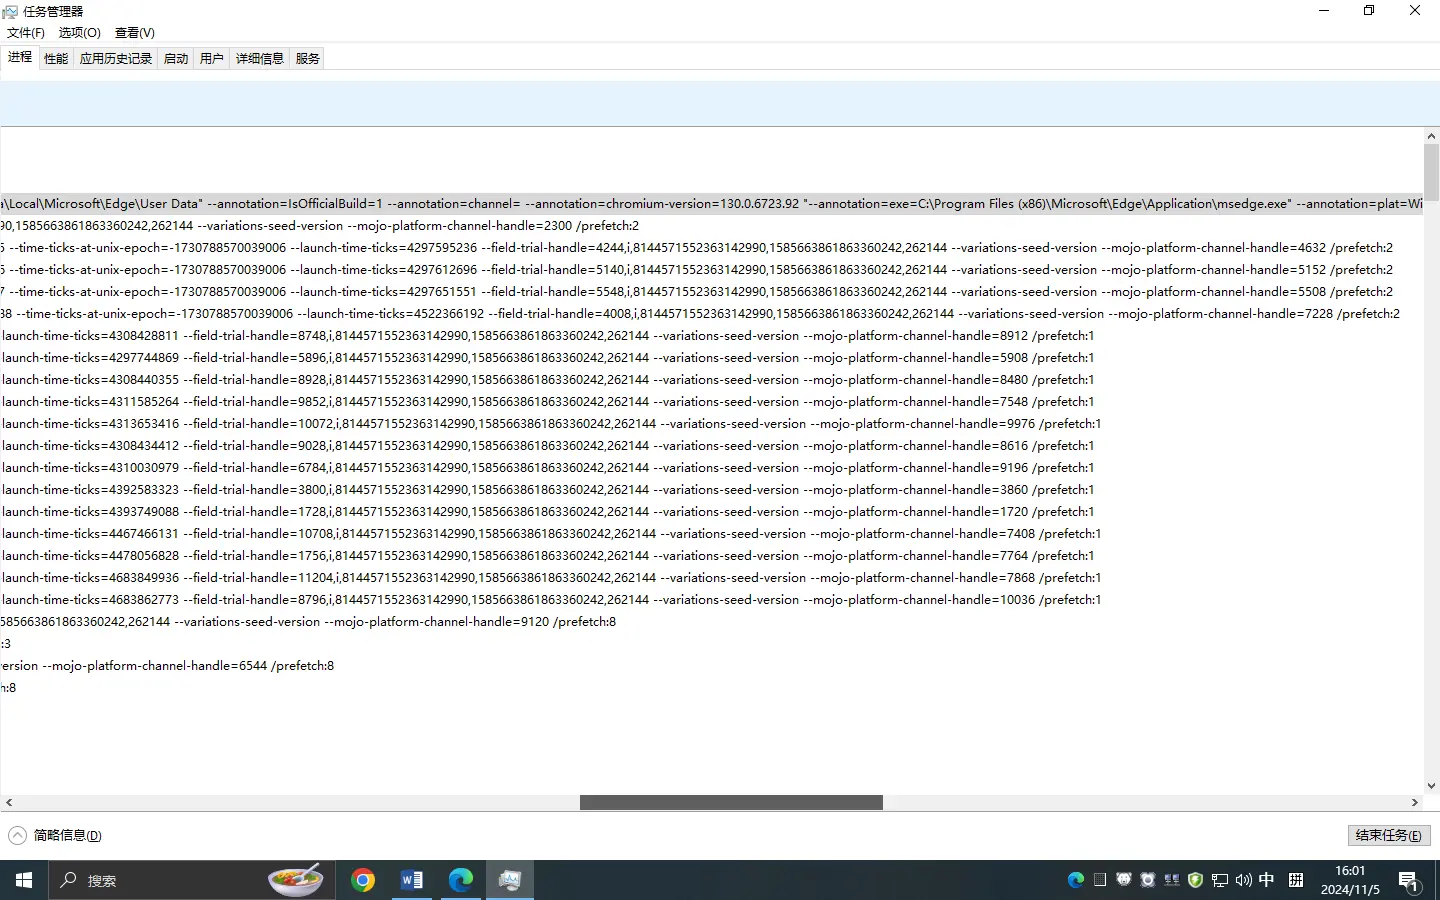 任务管理器
文件(F) 选项(O) 查看(V)
进程 性能 应用历史记录 启动 用户 详细信息 服务
a\Local\Microsoft\Edge\User Data" --annotation=IsOfficialBuild=1 --annotation=channel= --annotation=chromium-version=130.0.6723.92 "--annotation=exe=C:\Program Files (x86)\Microsoft\Edge\Application\msedge.exe" --annotation=plat=Wi
90,1585663861863360242,262144 --variations-seed-version --mojo-platform-channel-handle=2300 /prefetch:2
5 --time-ticks-at-unix-epoch=-1730788570039006 --launch-time-ticks=4297595236 --field-trial-handle=4244,i,8144571552363142990,1585663861863360242,262144 --variations-seed-version --mojo-platform-channel-handle=4632 /prefetch:2
5 --time-ticks-at-unix-epoch=-1730788570039006 --launch-time-ticks=4297612696 --field-trial-handle=5140,i,8144571552363142990,1585663861863360242,262144 --variations-seed-version --mojo-platform-channel-handle=5152 /prefetch:2
7 --time-ticks-at-unix-epoch=-1730788570039006 --launch-time-ticks=4297651551 --field-trial-handle=5548,i,8144571552363142990,1585663861863360242,262144 --variations-seed-version --mojo-platform-channel-handle=5508 /prefetch:2
38 --time-ticks-at-unix-epoch=-1730788570039006 --launch-time-ticks=4522366192 --field-trial-handle=4008,i,8144571552363142990,1585663861863360242,262144 --variations-seed-version --mojo-platform-channel-handle=7228 /prefetch:2
launch-time-ticks=4308428811 --field-trial-handle=8748,i,8144571552363142990,1585663861863360242,262144 --variations-seed-version --mojo-platform-channel-handle=8912 /prefetch:1
launch-time-ticks=4297744869 --field-trial-handle=5896,i,8144571552363142990,1585663861863360242,262144 --variations-seed-version --mojo-platform-channel-handle=5908 /prefetch:1
launch-time-ticks=4308440355 --field-trial-handle=8928,i,8144571552363142990,1585663861863360242,262144 --variations-seed-version --mojo-platform-channel-handle=8480 /prefetch:1
launch-time-ticks=4311585264 --field-trial-handle=9852,i,8144571552363142990,1585663861863360242,262144 --variations-seed-version --mojo-platform-channel-handle=7548 /prefetch:1
launch-time-ticks=4313653416 --field-trial-handle=10072,i,8144571552363142990,1585663861863360242,262144 --variations-seed-version --mojo-platform-channel-handle=9976 /prefetch:1
launch-time-ticks=4308434412 --field-trial-handle=9028,i,8144571552363142990,1585663861863360242,262144 --variations-seed-version --mojo-platform-channel-handle=8616 /prefetch:1
launch-time-ticks=4310030979 --field-trial-handle=6784,i,8144571552363142990,1585663861863360242,262144 --variations-seed-version --mojo-platform-channel-handle=9196 /prefetch:1
launch-time-ticks=4392583323 --field-trial-handle=3800,i,8144571552363142990,1585663861863360242,262144 --variations-seed-version --mojo-platform-channel-handle=3860 /prefetch:1
launch-time-ticks=4393749088 --field-trial-handle=1728,i,8144571552363142990,1585663861863360242,262144 --variations-seed-version --mojo-platform-channel-handle=1720 /prefetch:1
launch-time-ticks=4467466131 --field-trial-handle=10708,i,8144571552363142990,1585663861863360242,262144 --variations-seed-version --mojo-platform-channel-handle=7408 /prefetch:1
launch-time-ticks=4478056828 --field-trial-handle=1756,i,8144571552363142990,1585663861863360242,262144 --variations-seed-version --mojo-platform-channel-handle=7764 /prefetch:1
launch-time-ticks=4683849936 --field-trial-handle=11204,i,8144571552363142990,1585663861863360242,262144 --variations-seed-version --mojo-platform-channel-handle=7868 /prefetch:1
launch-time-ticks=4683862773 --field-trial-handle=8796,i,8144571552363142990,1585663861863360242,262144 --variations-seed-version --mojo-platform-channel-handle=10036 /prefetch:1
585663861863360242,262144 --variations-seed-version --mojo-platform-channel-handle=9120 /prefetch:8
:3
version --mojo-platform-channel-handle=6544 /prefetch:8
h:8
简略信息(D)
结束任务(E)
搜索
中 拼
16:01
2024/11/5
1